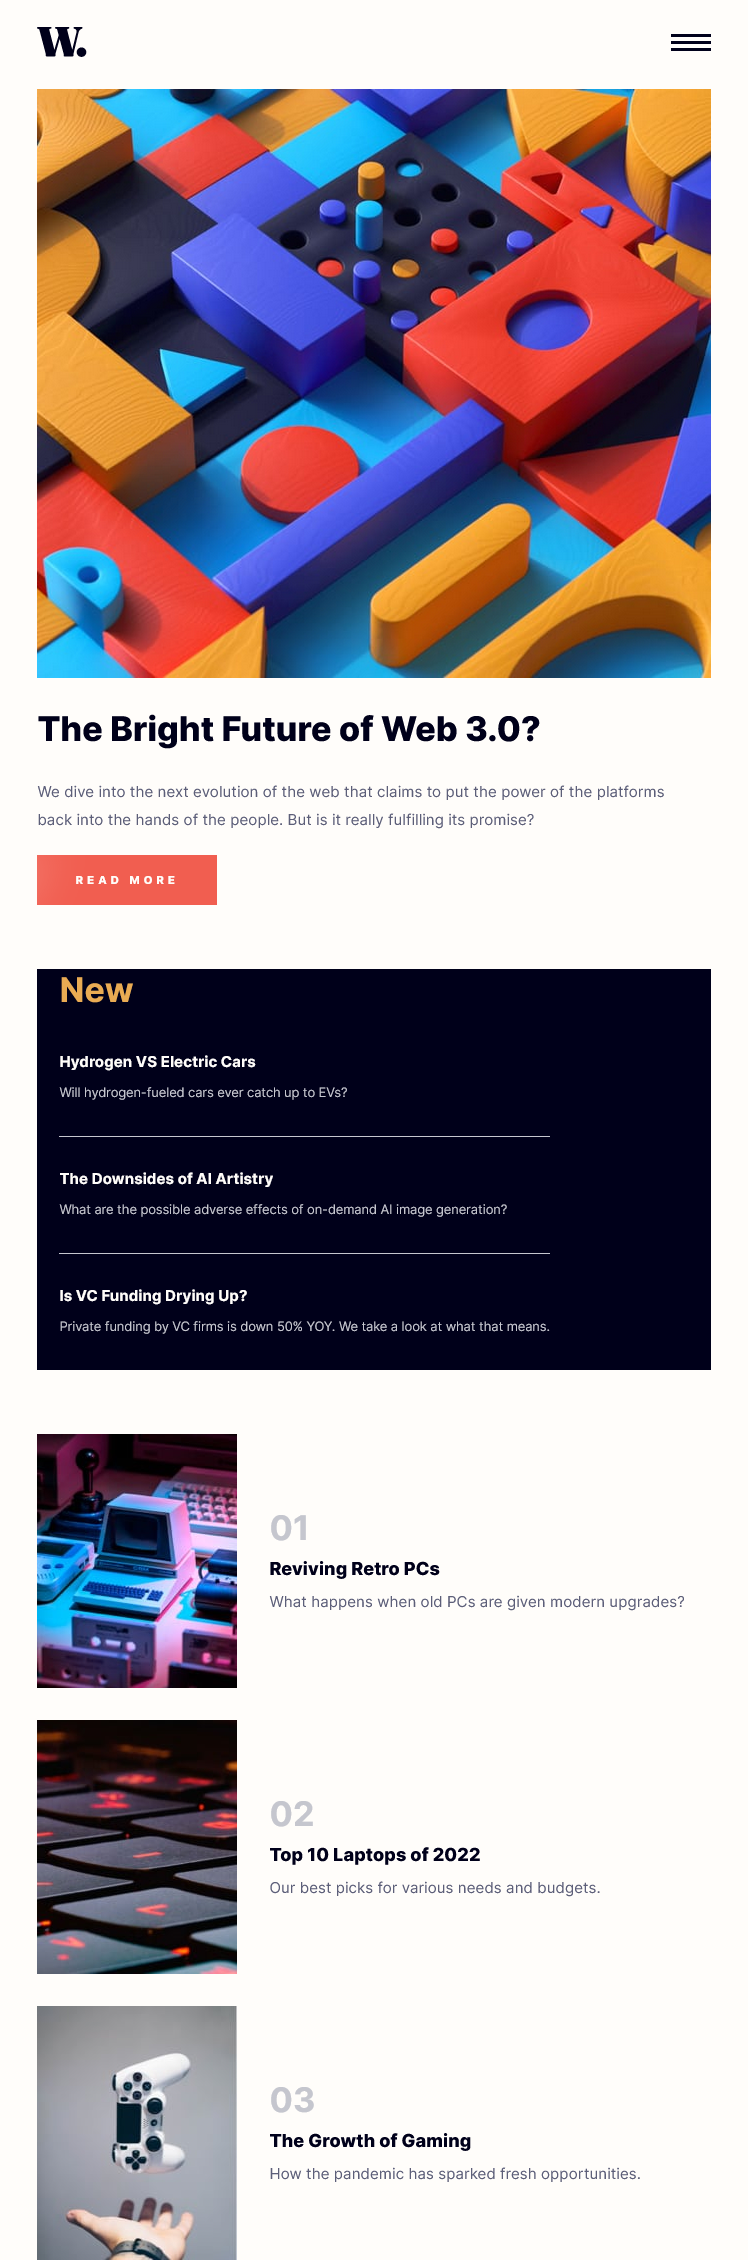 W.
The Bright Future of Web 3.0?
We dive into the next evolution of the web that claims to put the power of the platforms
back into the hands of the people. But is it really fulfilling its promise?
READ MORE
New
Hydrogen VS Electric Cars
Will hydrogen-fueled cars ever catch up to EVs?
The Downsides of AI Artistry
What are the possible adverse effects of on-demand AI image generation?
Is VC Funding Drying Up?
Private funding by VC firms is down 50% YOY. We take a look at what that means.
01
Reviving Retro PCs
What happens when old PCs are given modern upgrades?
02
Top 10 Laptops of 2022
Our best picks for various needs and budgets.
03
The Growth of Gaming
How the pandemic has sparked fresh opportunities.